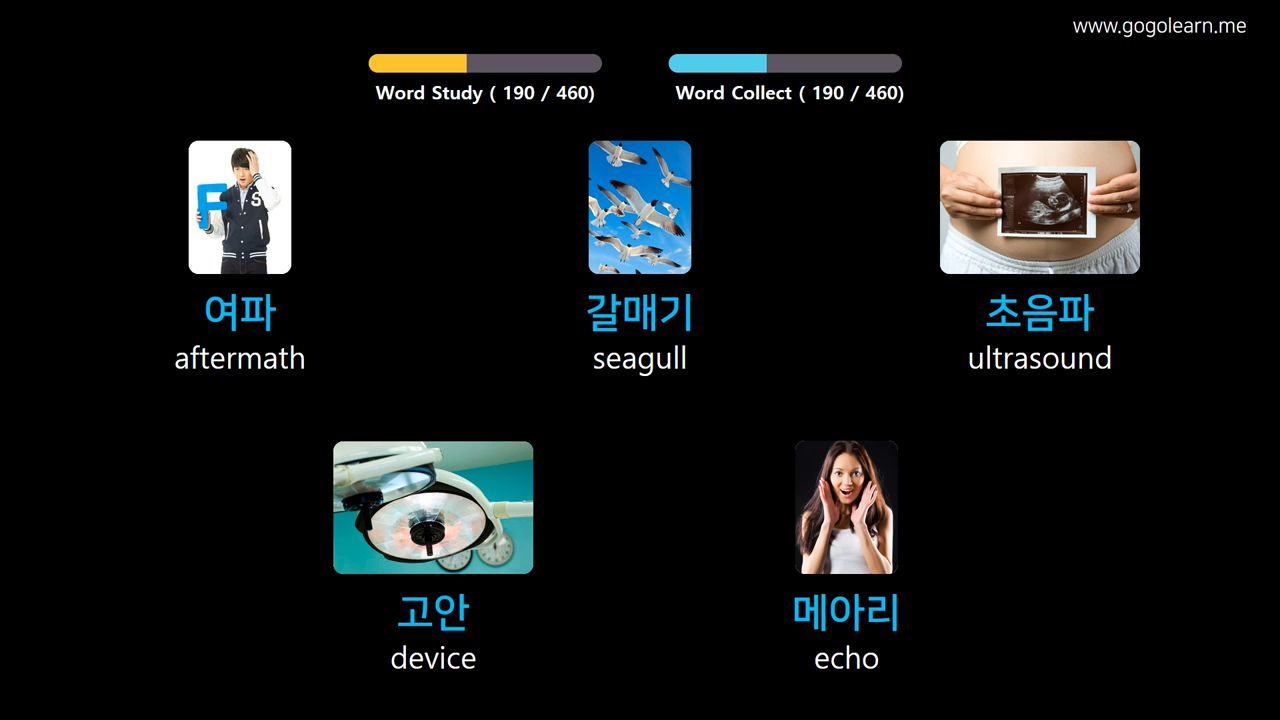 www.gogolearn.me
Word Study ( 190 / 460)
Word Collect ( 190 / 460)
F
S
여파
aftermath
갈매기
seagull
초음파
ultrasound
고안
device
메아리
echo